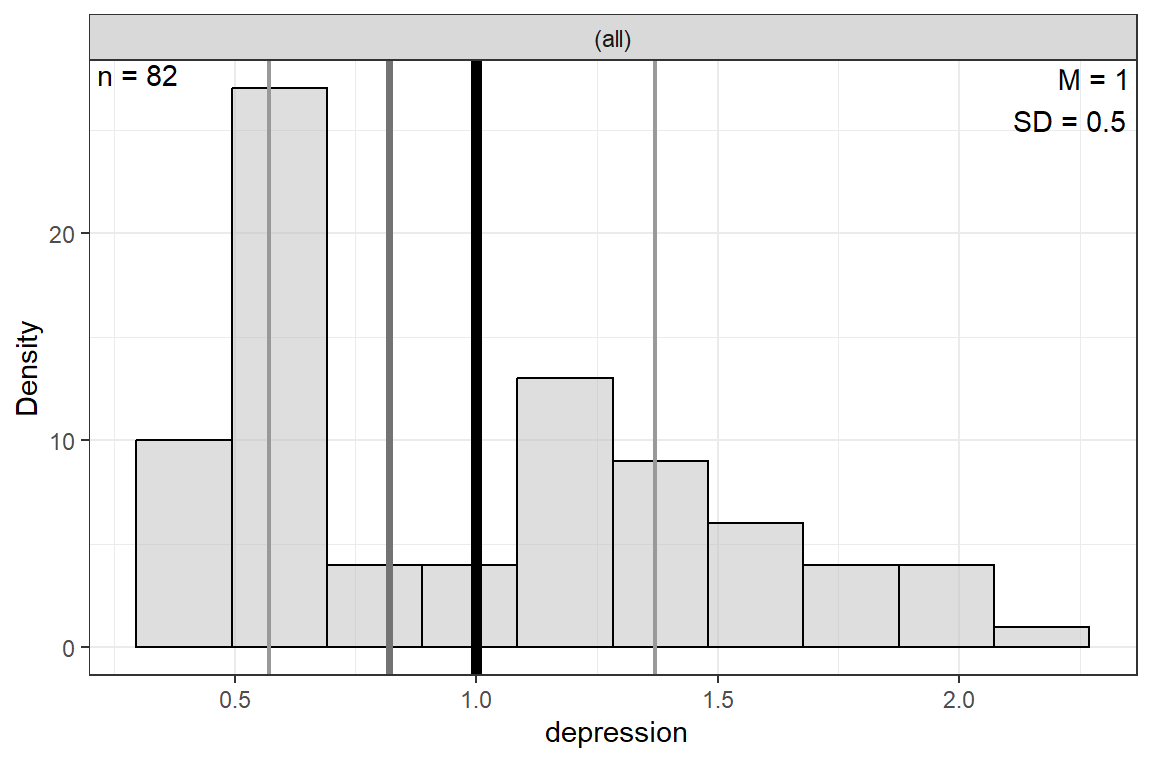 (all)
n = 82
M = 1
SD = 0.5
Density
20
10
0
0.5
1.0
1.5
2.0
depression